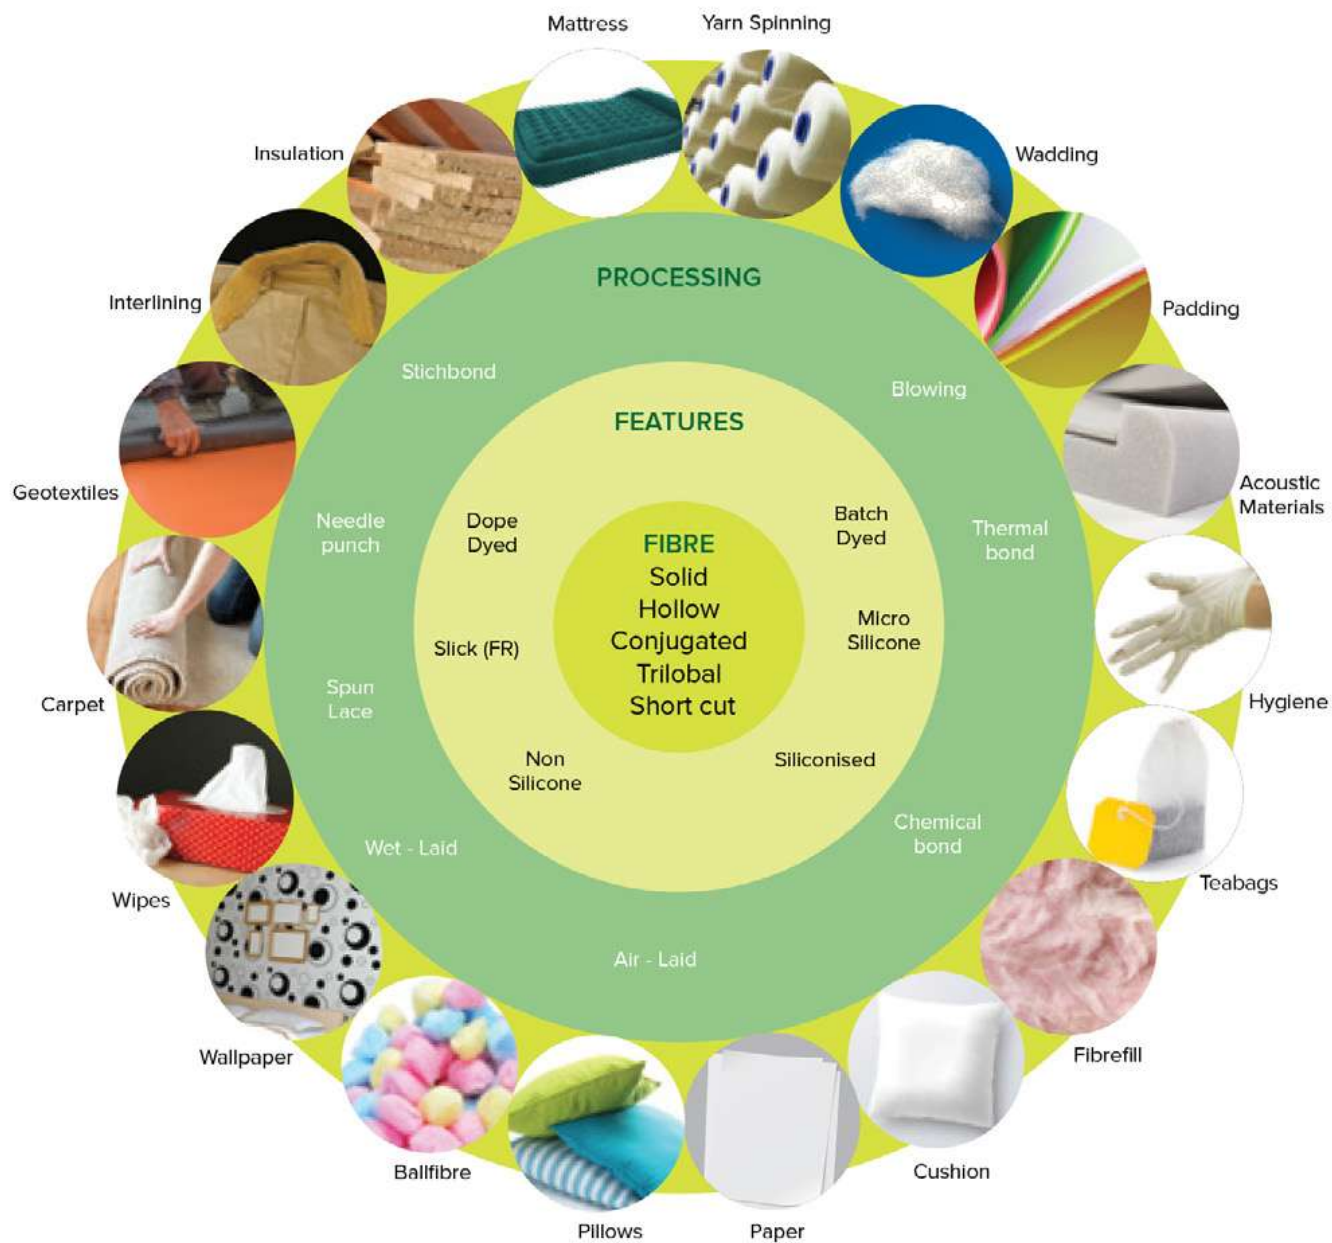 Mattress
Yarn Spinning
Insulation
Wadding
Interlining
Padding
Geotextiles
Acoustic
Materials
Carpet
Hygiene
Wipes
Teabags
Wallpaper
Fibrefill
Ballfibre
Cushion
Pillows
Paper
PROCESSING
Stichbond
Blowing
Needle
punch
Thermal
bond
Spun
Lace
Wet - Laid
Chemical
bond
Air - Laid
FEATURES
Dope
Dyed
Batch
Dyed
Slick (FR)
Micro
Silicone
Non
Silicone
Siliconised
FIBRE
Solid
Hollow
Conjugated
Trilobal
Short cut